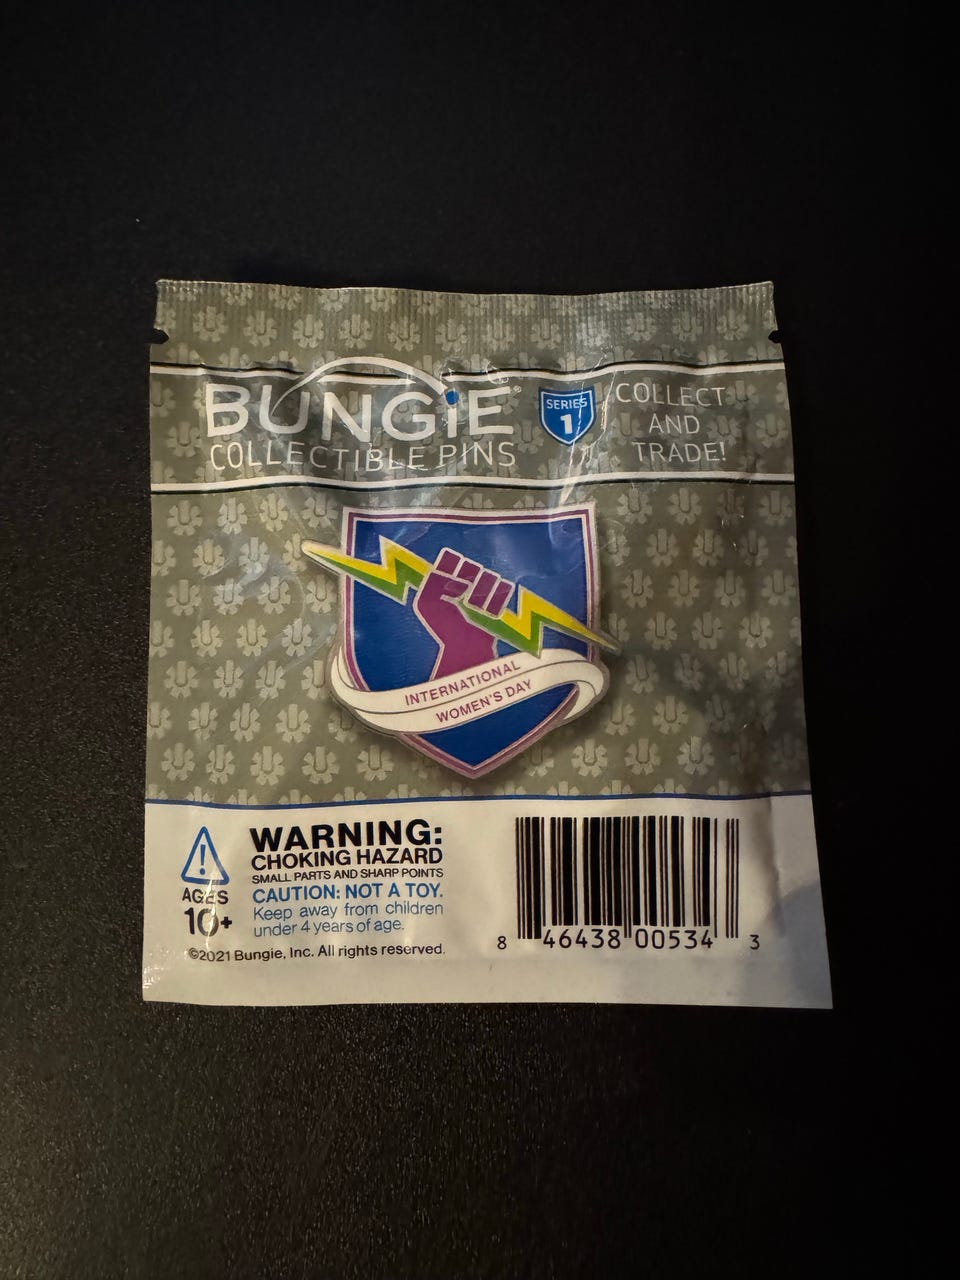 BUNGiE®
COLLECTIBLE PINS
SERIES
1
COLLECT
AND
TRADE!
INTERNATIONAL
WOMEN'S DAY
WARNING:
CHOKING HAZARD
SMALL PARTS AND SHARP POINTS
CAUTION: NOT A TOY.
Keep away from children
under 4 years of age.
!
AGES
10+
©2021 Bungie, Inc. All rights reserved.
8 46438 00534 3